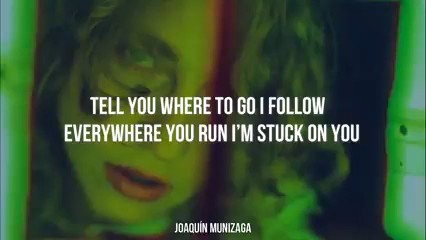 TELL YOU WHERE TO GO I FOLLOW
EVERYWHERE YOU RUN I'M STUCK ON YOU
JOAQUÍN MUNIZAGA